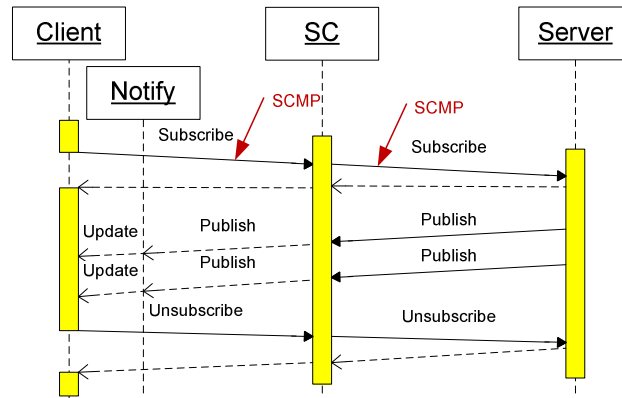 Client
SC
Server
Notify
SCMP
SCMP
Subscribe
Subscribe
Publish
Publish
Update
Publish
Publish
Update
Unsubscribe
Unsubscribe